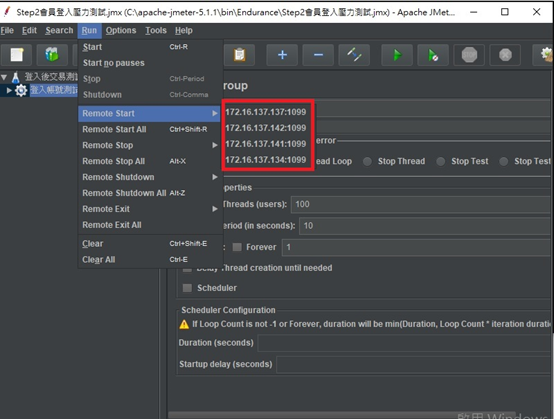 Step2會員登入壓力測試.jmx (C:\apache-jmeter-5.1.1\bin\Endurance\Step2會員登入壓力測試.jmx) - Apache JMet...
File Edit Search Run Options Tools Help
Start Ctrl-R
Start no pauses
Stop Ctrl-Period
Shutdown Ctrl-Comma
Remote Start
Remote Start All Ctrl+Shift-R
Remote Stop
Remote Stop All Alt-X
Remote Shutdown
Remote Shutdown All Alt-Z
Remote Exit
Remote Exit All
Clear Ctrl+Shift-E
Clear All Ctrl-E
172.16.137.137:1099
172.16.137.142:1099
172.16.137.141:1099
172.16.137.134:1099
登入後交易測
登入帳號測
roup
error
ead Loop Stop Thread Stop Test Stop Test
operties
Threads (users): 100
eriod (in seconds): 10
: Forever 1
Delay Thread creation until needed
Scheduler
Scheduler Configuration
If Loop Count is not -1 or Forever, duration will be min(Duration, Loop Count * iteration duratio
Duration (seconds)
Startup delay (seconds)
啟用 Windows